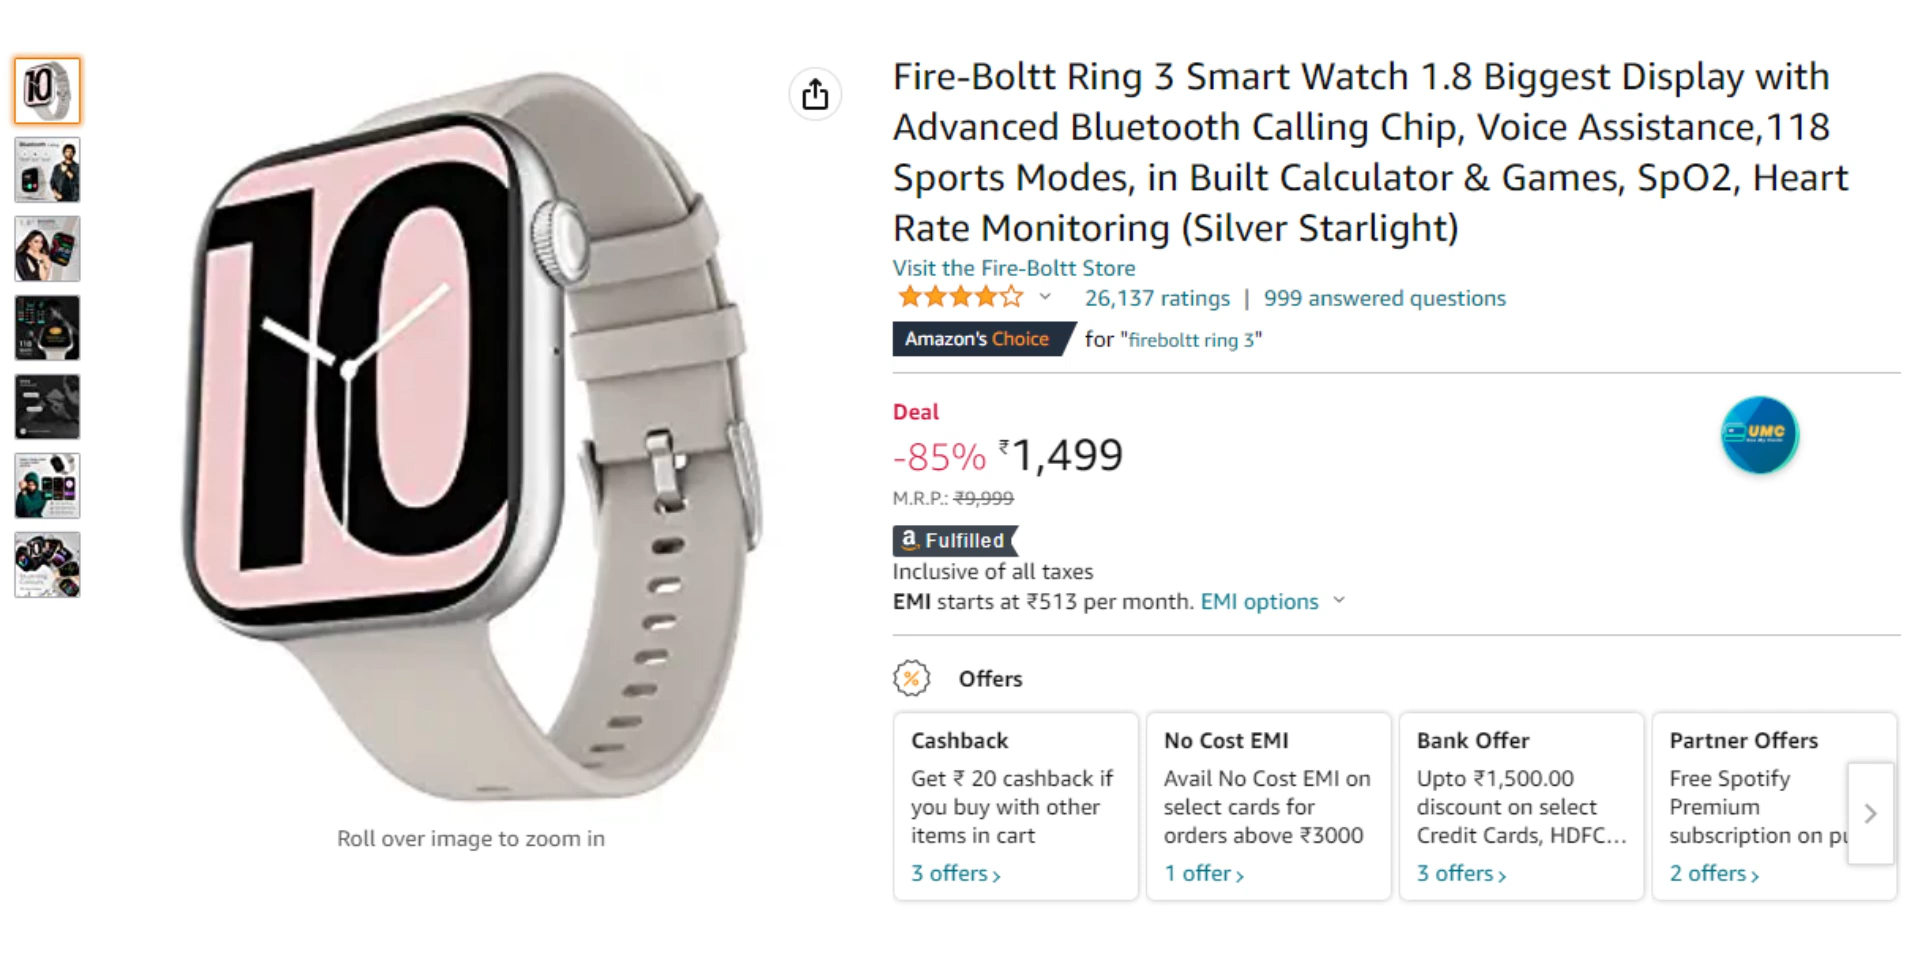 10
Roll over image to zoom in
Fire-Boltt Ring 3 Smart Watch 1.8 Biggest Display with
Advanced Bluetooth Calling Chip, Voice Assistance,118
Sports Modes, in Built Calculator & Games, SpO2, Heart
Rate Monitoring (Silver Starlight)
Visit the Fire-Boltt Store
26,137 ratings | 999 answered questions
Amazon's Choice for "fireboltt ring 3"
Deal
-85% ₹1,499
M.R.P.: ₹9,999
UMC
a Fulfilled
Inclusive of all taxes
EMI starts at ₹513 per month. EMI options
% Offers
Cashback
Get ₹ 20 cashback if
you buy with other
items in cart
3 offers ›
No Cost EMI
Avail No Cost EMI on
select cards for
orders above ₹3000
1 offer ›
Bank Offer
Upto ₹1,500.00
discount on select
Credit Cards, HDFC…
3 offers ›
Partner Offers
Free Spotify
Premium
subscription on pu
2 offers ›